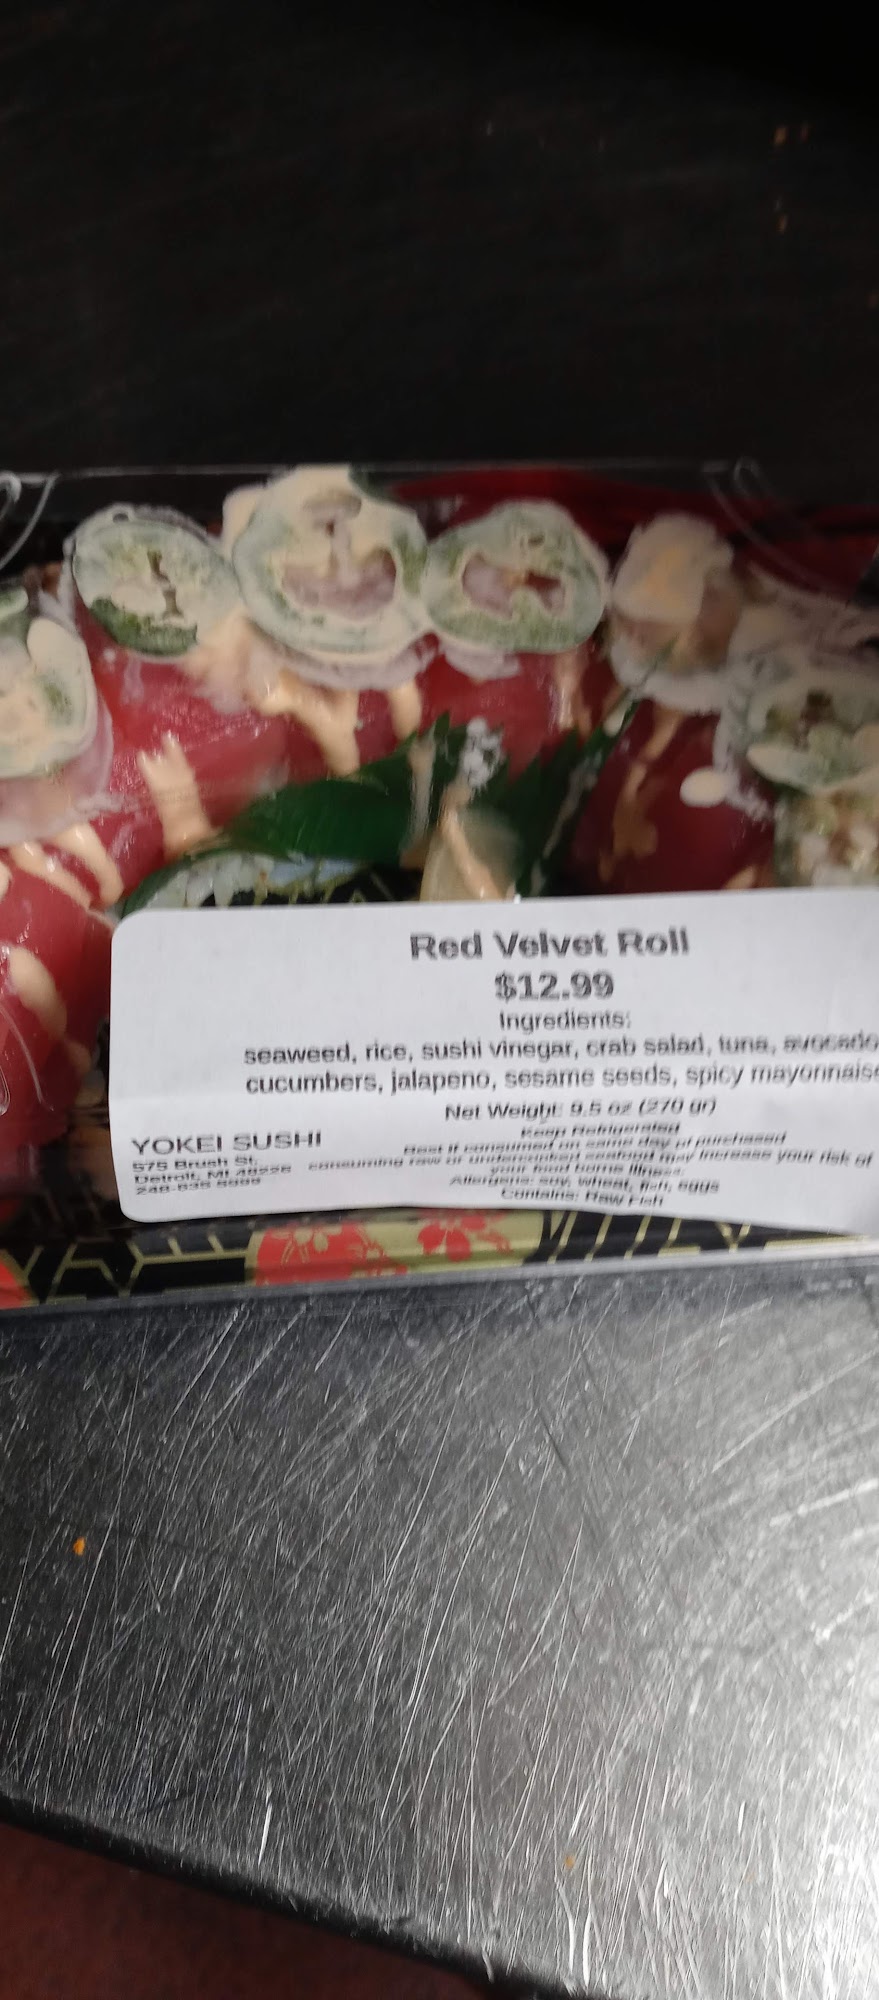 Red Velvet Roll
$12.99
Ingredients:
seaweed, rice, sushi vinegar, crab salad, tuna, avocado
cucumbers, jalapeno, sesame seeds, spicy mayonnaise
Net Weight: 9.5 oz (270 gr)
Keep Refrigerated
Best if consumed on same day of purchased
consuming raw or undercooked seafood may increase your risk of
your food borne illness.
Allergens: soy, wheat, fish, eggs
Contains: Raw Fish
YOKEI SUSHI
575 Brush St.
Detroit, MI 48226